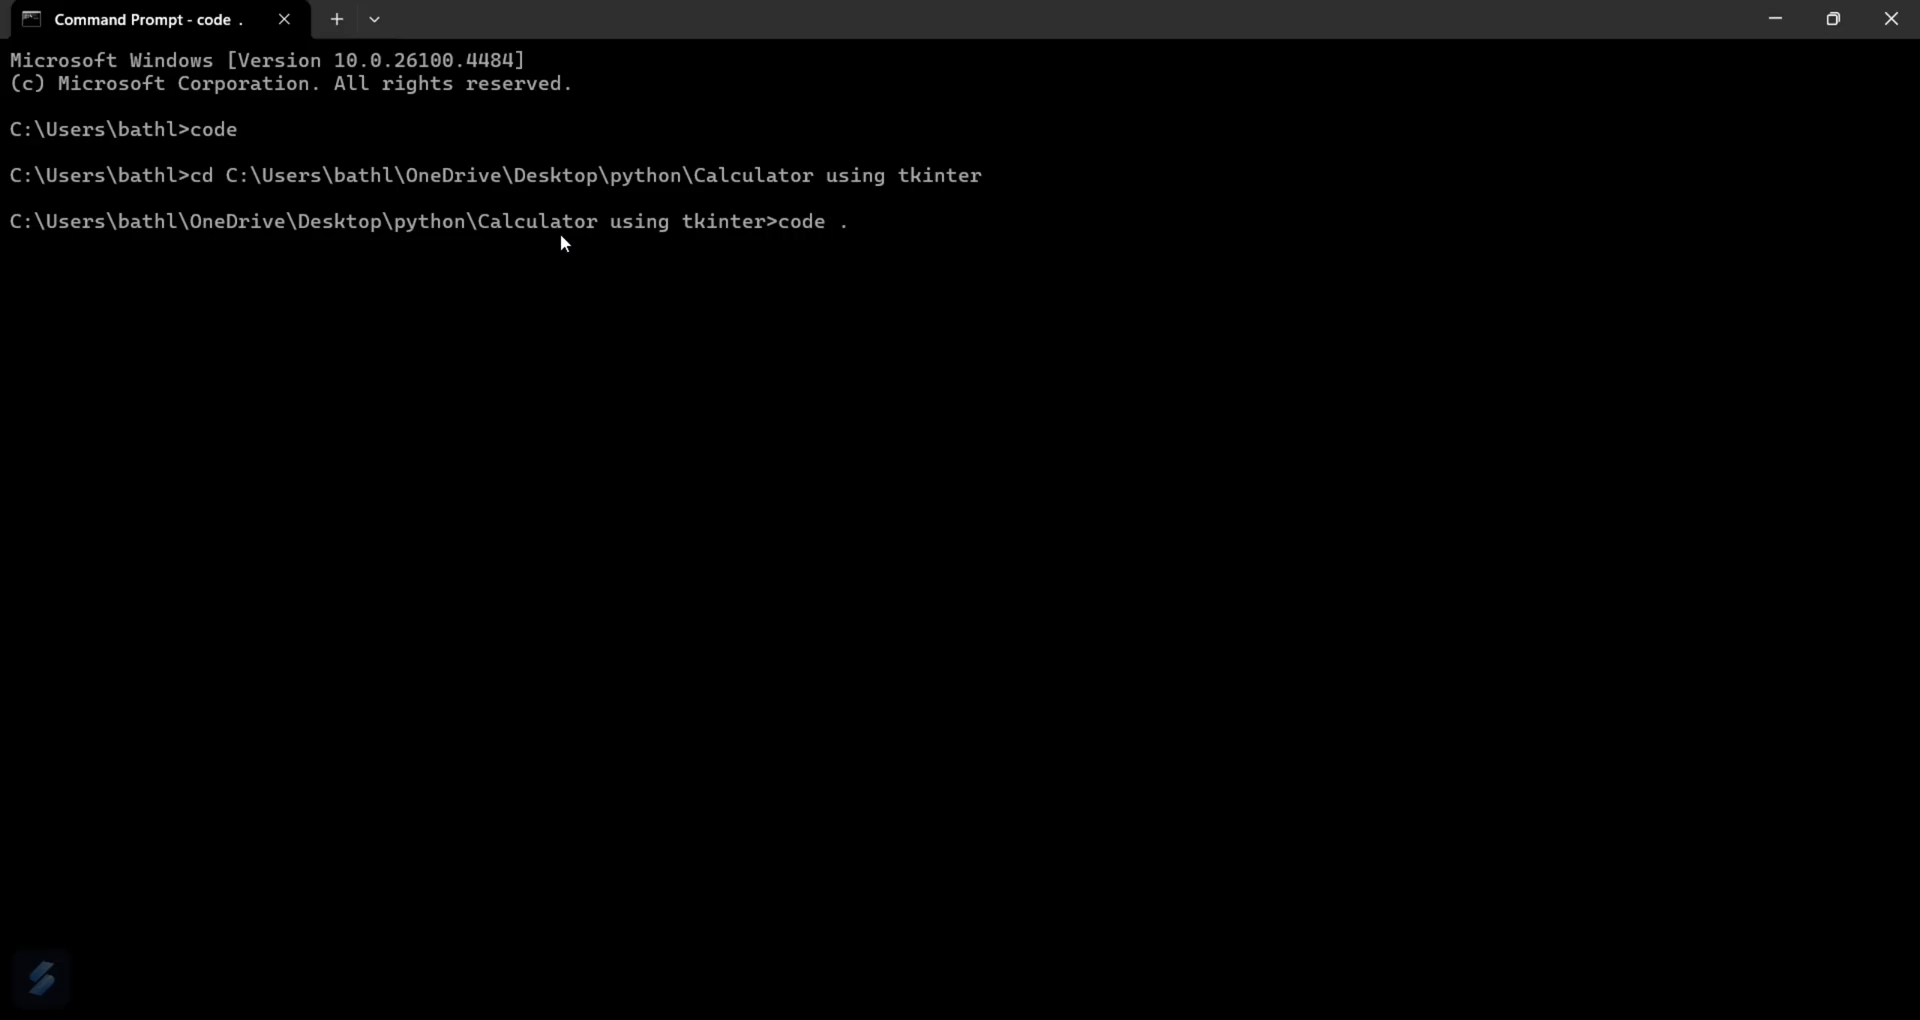 Command Prompt - code .
Microsoft Windows [Version 10.0.26100.4484]
(c) Microsoft Corporation. All rights reserved.
C:\Users\bathl>code
C:\Users\bathl>cd C:\Users\bathl\OneDrive\Desktop\python\Calculator using tkinter
C:\Users\bathl\OneDrive\Desktop\python\Calculator using tkinter>code .